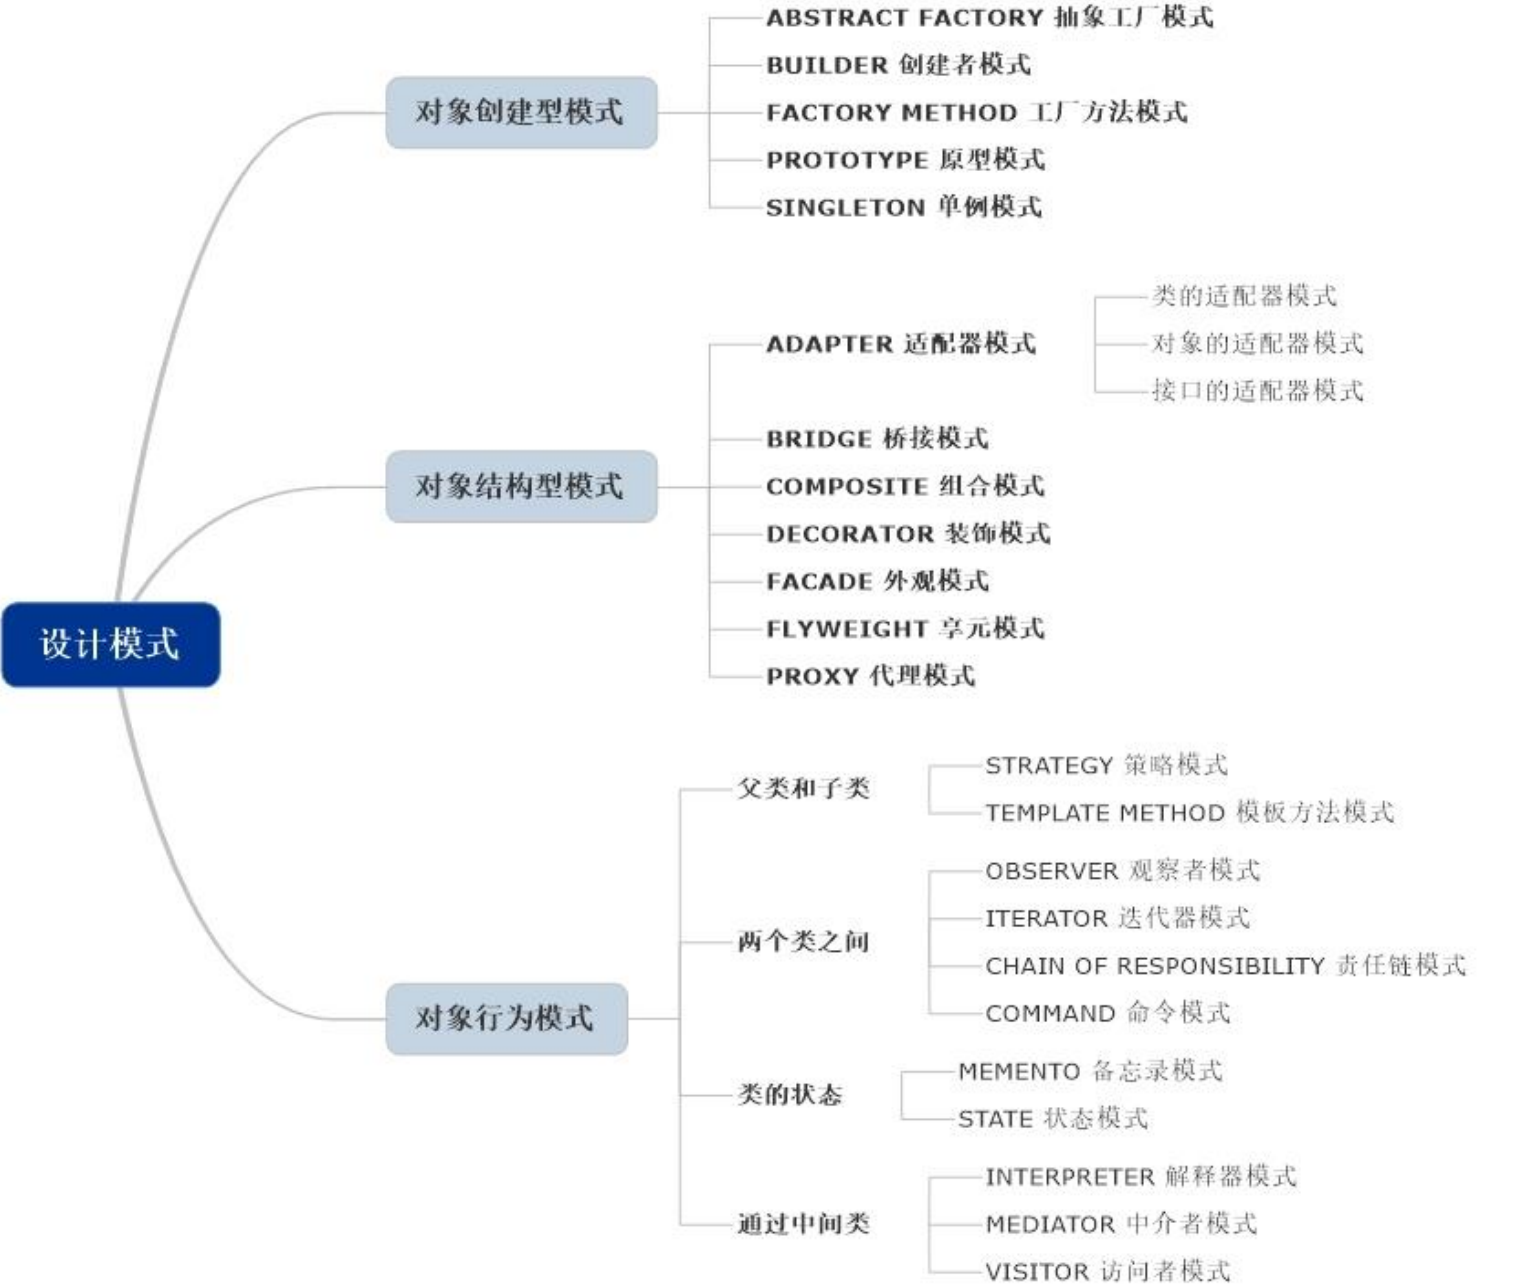 设计模式
对象创建型模式
ABSTRACT FACTORY 抽象工厂模式
BUILDER 创建者模式
FACTORY METHOD 工厂方法模式
PROTOTYPE 原型模式
SINGLETON 单例模式
对象结构型模式
ADAPTER 适配器模式
类的适配器模式
对象的适配器模式
接口的适配器模式
BRIDGE 桥接模式
COMPOSITE 组合模式
DECORATOR 装饰模式
FACADE 外观模式
FLYWEIGHT 享元模式
PROXY 代理模式
对象行为模式
父类和子类
STRATEGY 策略模式
TEMPLATE METHOD 模板方法模式
两个类之间
OBSERVER 观察者模式
ITERATOR 迭代器模式
CHAIN OF RESPONSIBILITY 责任链模式
COMMAND 命令模式
类的状态
MEMENTO 备忘录模式
STATE 状态模式
通过中间类
INTERPRETER 解释器模式
MEDIATOR 中介者模式
VISITOR 访问者模式